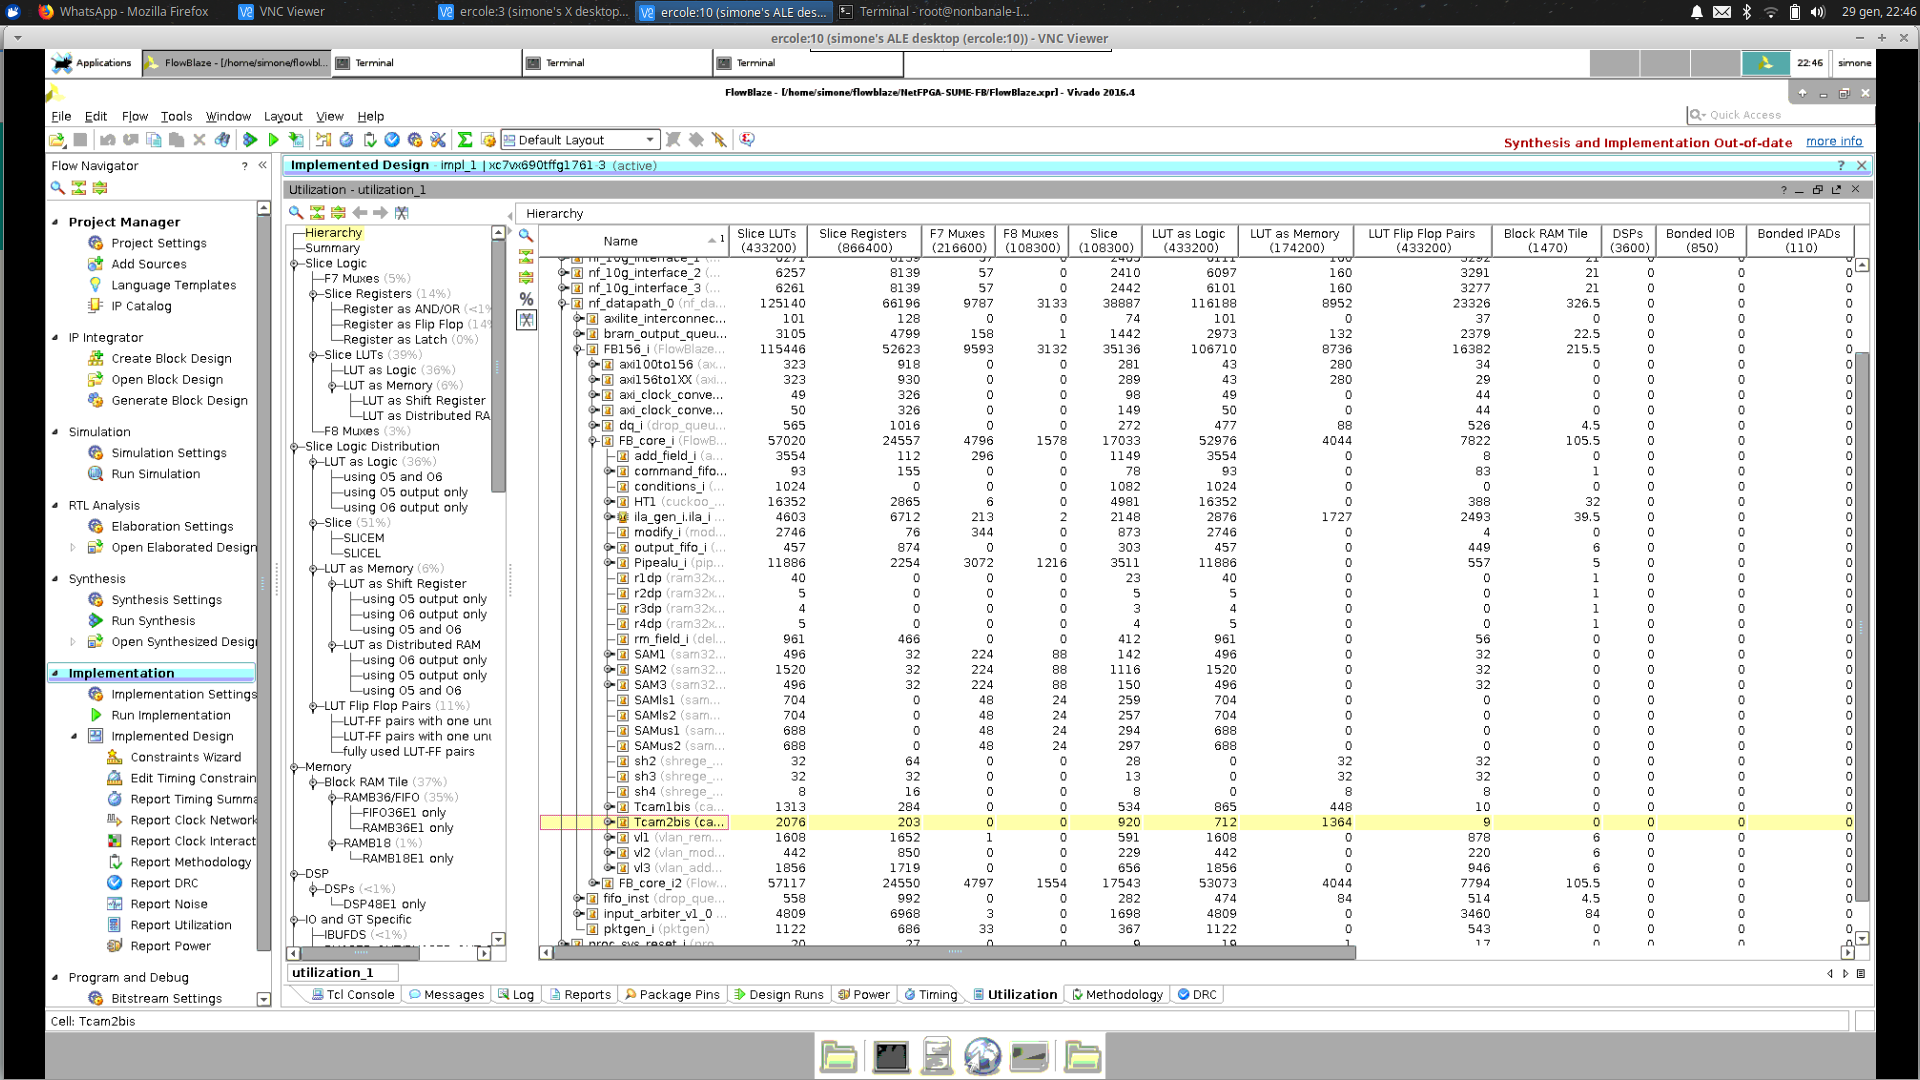 WhatsApp - Mozilla Firefox
VNC Viewer
ercole:3 (simone's X desktop...
ercole:10 (simone's ALE des...
Terminal - root@nonbanale-I...
29 gen, 22:46
ercole:10 (simone's ALE desktop (ercole:10)) - VNC Viewer
Applications
FlowBlaze - [/home/simone/flowbl...
Terminal
Terminal
Terminal
22:46
simone
FlowBlaze - [/home/simone/flowblaze/NetFPGA-SUME-FB/FlowBlaze.xpr] - Vivado 2016.4
File Edit Flow Tools Window Layout View Help
Quick Access
Default Layout
Synthesis and Implementation Out-of-date more info
Flow Navigator
Project Manager
Project Settings
Add Sources
Language Templates
IP Catalog
IP Integrator
Create Block Design
Open Block Design
Generate Block Design
Simulation
Simulation Settings
Run Simulation
RTL Analysis
Elaboration Settings
Open Elaborated Design
Synthesis
Synthesis Settings
Run Synthesis
Open Synthesized Design
Implementation
Implementation Settings
Run Implementation
Implemented Design
Constraints Wizard
Edit Timing Constrain
Report Timing Summa
Report Clock Network
Report Clock Interact
Report Methodology
Report DRC
Report Noise
Report Utilization
Report Power
Program and Debug
Bitstream Settings
Implemented Design - impl_1 | xc7vx690tffg1761-3 (active)
Utilization - utilization_1
Hierarchy
Summary
Slice Logic
F7 Muxes (5%)
Slice Registers (14%)
Register as AND/OR (<1%
Register as Flip Flop (14%
Register as Latch (0%)
Slice LUTs (39%)
LUT as Logic (36%)
LUT as Memory (6%)
LUT as Shift Register
LUT as Distributed RA
F8 Muxes (3%)
Slice Logic Distribution
LUT as Logic (36%)
using O5 and O6
using O5 output only
using O6 output only
Slice (51%)
SLICEM
SLICEL
LUT as Memory (6%)
LUT as Shift Register
using O5 output only
using O6 output only
using O5 and O6
LUT as Distributed RAM
using O6 output only
using O5 output only
using O5 and O6
LUT Flip Flop Pairs (11%)
LUT-FF pairs with one unu
LUT-FF pairs with one unu
fully used LUT-FF pairs
Memory
Block RAM Tile (37%)
RAMB36/FIFO (35%)
FIFO36E1 only
RAMB36E1 only
RAMB18 (1%)
RAMB18E1 only
DSP
DSPs (<1%)
DSP48E1 only
IO and GT Specific
IBUFDS (<1%)
Hierarchy
Name 1 Slice LUTs (433200) Slice Registers (866400) F7 Muxes (216600) F8 Muxes (108300) Slice (108300) LUT as Logic (433200) LUT as Memory (174200) LUT Flip Flop Pairs (433200) Block RAM Tile (1470) DSPs (3600) Bonded IOB (850) Bonded IPADs (110)
nf_10g_interface_1 (... 6271 8139 57 0 2405 6111 160 3292 21 0 0 0
nf_10g_interface_2 (... 6257 8139 57 0 2410 6097 160 3291 21 0 0 0
nf_10g_interface_3 (... 6261 8139 57 0 2442 6101 160 3277 21 0 0 0
nf_datapath_0 (nf_da... 125140 66196 9787 3133 38887 116188 8952 23326 326.5 0 0 0
axilite_interconnec... 101 128 0 0 74 101 0 37 0 0 0 0
bram_output_queu... 3105 4799 158 1 1442 2973 132 2379 22.5 0 0 0
FB156_i (FlowBlaze... 115446 52623 9593 3132 35136 106710 8736 16382 215.5 0 0 0
axi100to156 (ax... 323 918 0 0 281 43 280 34 0 0 0 0
axi156to1XX (axi... 323 930 0 0 289 43 280 29 0 0 0 0
axi_clock_conve... 49 326 0 0 98 49 0 44 0 0 0 0
axi_clock_conve... 50 326 0 0 149 50 0 44 0 0 0 0
dq_i (drop_queu... 565 1016 0 0 272 477 88 526 4.5 0 0 0
FB_core_i (FlowB... 57020 24557 4796 1578 17033 52976 4044 7822 105.5 0 0 0
add_field_i (a... 3554 112 296 0 1149 3554 0 8 0 0 0 0
command_fifo... 93 155 0 0 78 93 0 83 1 0 0 0
conditions_i (... 1024 0 0 0 1082 1024 0 0 0 0 0 0
HT1 (cuckoo_... 16352 2865 6 0 4981 16352 0 388 32 0 0 0
ila_gen_i.ila_i ... 4603 6712 213 2 2148 2876 1727 2493 39.5 0 0 0
modify_i (mod... 2746 76 344 0 873 2746 0 4 0 0 0 0
output_fifo_i (... 457 874 0 0 303 457 0 449 6 0 0 0
Pipealu_i (pip... 11886 2254 3072 1216 3511 11886 0 557 5 0 0 0
r1dp (ram32x... 40 0 0 0 23 40 0 0 1 0 0 0
r2dp (ram32x... 5 0 0 0 5 5 0 0 1 0 0 0
r3dp (ram32x... 4 0 0 0 3 4 0 0 1 0 0 0
r4dp (ram32x... 5 0 0 0 4 5 0 0 1 0 0 0
rm_field_i (del... 961 466 0 0 412 961 0 56 0 0 0 0
SAM1 (sam32... 496 32 224 88 142 496 0 32 0 0 0 0
SAM2 (sam32... 1520 32 224 88 1116 1520 0 32 0 0 0 0
SAM3 (sam32... 496 32 224 88 150 496 0 32 0 0 0 0
SAMls1 (sam... 704 0 48 24 259 704 0 0 0 0 0 0
SAMls2 (sam... 704 0 48 24 257 704 0 0 0 0 0 0
SAMus1 (sam... 688 0 48 24 294 688 0 0 0 0 0 0
SAMus2 (sam... 688 0 48 24 297 688 0 0 0 0 0 0
sh2 (shrege_... 32 64 0 0 28 0 32 32 0 0 0 0
sh3 (shrege_... 32 32 0 0 13 0 32 32 0 0 0 0
sh4 (shrege_... 8 16 0 0 8 0 8 8 0 0 0 0
Tcam1bis (ca... 1313 284 0 0 534 865 448 10 0 0 0 0
Tcam2bis (ca... 2076 203 0 0 920 712 1364 9 0 0 0 0
vl1 (vlan_rem... 1608 1652 1 0 591 1608 0 878 6 0 0 0
vl2 (vlan_mod... 442 850 0 0 229 442 0 220 6 0 0 0
vl3 (vlan_add... 1856 1719 0 0 656 1856 0 946 6 0 0 0
FB_core_i2 (Flow... 57117 24550 4797 1554 17543 53073 4044 7794 105.5 0 0 0
fifo_inst (drop_que... 558 992 0 0 282 474 84 514 4.5 0 0 0
input_arbiter_v1_0 ... 4809 6968 3 0 1698 4809 0 3460 84 0 0 0
pktgen_i (pktgen) 1122 686 33 0 367 1122 0 543 0 0 0 0
proc_sys_reset_i (pro... 20 27 0 0 9 19 1 17 0 0 0 0
utilization_1
Tcl Console Messages Log Reports Package Pins Design Runs Power Timing Utilization Methodology DRC
Cell: Tcam2bis